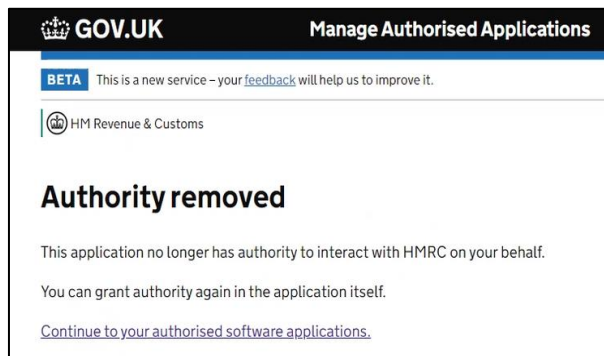 GOV.UK Manage Authorised Applications
BETA This is a new service – your feedback will help us to improve it.
HM Revenue & Customs
Authority removed
This application no longer has authority to interact with HMRC on your behalf.
You can grant authority again in the application itself.
Continue to your authorised software applications.